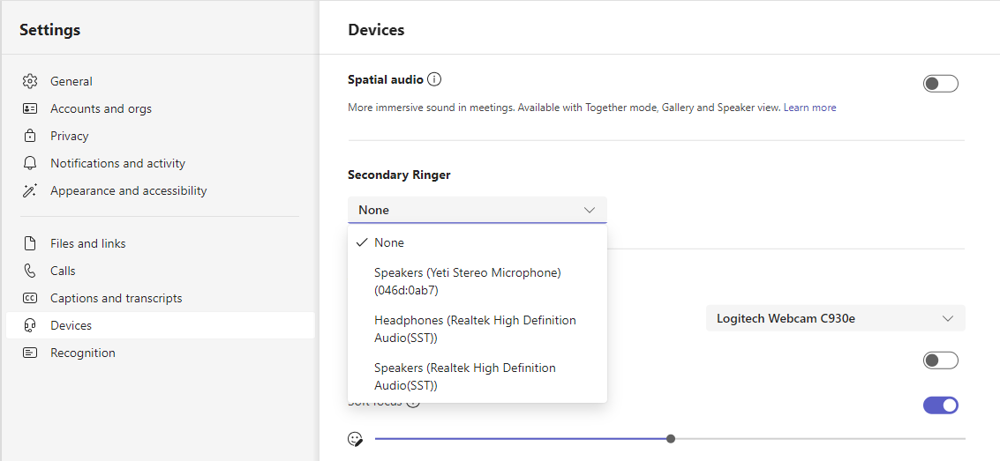 Settings
General
Accounts and orgs
Privacy
Notifications and activity
Appearance and accessibility
Files and links
Calls
Captions and transcripts
Devices
Recognition
Devices
Spatial audio
More immersive sound in meetings. Available with Together mode, Gallery and Speaker view. Learn more
Secondary Ringer
None
None
Speakers (Yeti Stereo Microphone)
(046d:0ab7)
Headphones (Realtek High Definition
Audio(SST))
Speakers (Realtek High Definition
Audio(SST))
Logitech Webcam C930e
Soft focus